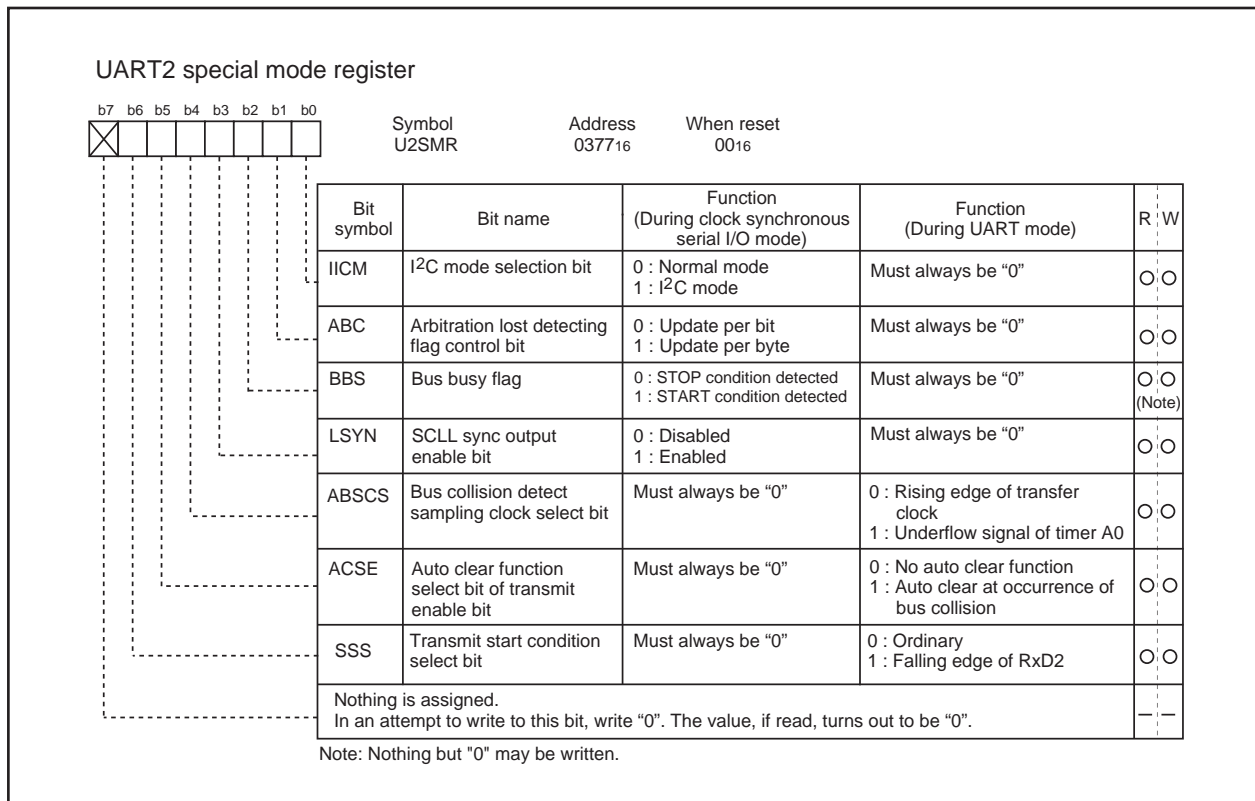 UART2 special mode register
b7 b6 b5 b4 b3 b2 b1 b0
Symbol Address When reset
U2SMR 037716 0016
Bit symbol Bit name Function (During clock synchronous serial I/O mode) Function (During UART mode) R W
IICM I2C mode selection bit 0 : Normal mode Must always be “0”
1 : I2C mode
ABC Arbitration lost detecting 0 : Update per bit Must always be “0”
flag control bit 1 : Update per byte
BBS Bus busy flag 0 : STOP condition detected Must always be “0”
1 : START condition detected
(Note)
LSYN SCLL sync output 0 : Disabled Must always be “0”
enable bit 1 : Enabled
ABSCS Bus collision detect Must always be “0” 0 : Rising edge of transfer
sampling clock select bit clock
1 : Underflow signal of timer A0
ACSE Auto clear function Must always be “0” 0 : No auto clear function
select bit of transmit 1 : Auto clear at occurrence of
enable bit bus collision
SSS Transmit start condition Must always be “0” 0 : Ordinary
select bit 1 : Falling edge of RxD2
Nothing is assigned.
In an attempt to write to this bit, write “0”. The value, if read, turns out to be “0”.
Note: Nothing but "0" may be written.